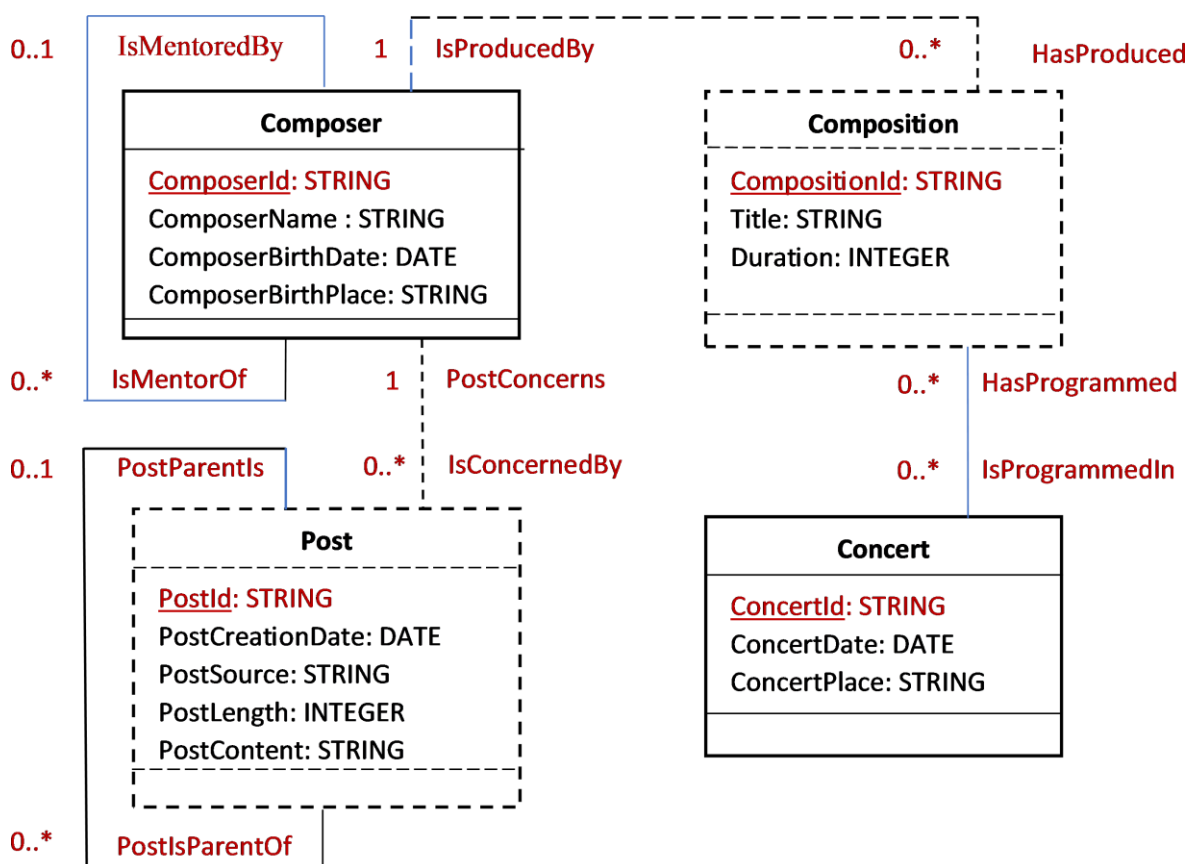 0..1 IsMentoredBy 1 IsProducedBy 0..* HasProduced
Composer
ComposerId: STRING
ComposerName : STRING
ComposerBirthDate: DATE
ComposerBirthPlace: STRING
Composition
CompositionId: STRING
Title: STRING
Duration: INTEGER
0..* IsMentorOf 1 PostConcerns 0..* HasProgrammed
0..1 PostParentIs 0..* IsConcernedBy 0..* IsProgrammedIn
Post
PostId: STRING
PostCreationDate: DATE
PostSource: STRING
PostLength: INTEGER
PostContent: STRING
Concert
ConcertId: STRING
ConcertDate: DATE
ConcertPlace: STRING
0..* PostIsParentOf